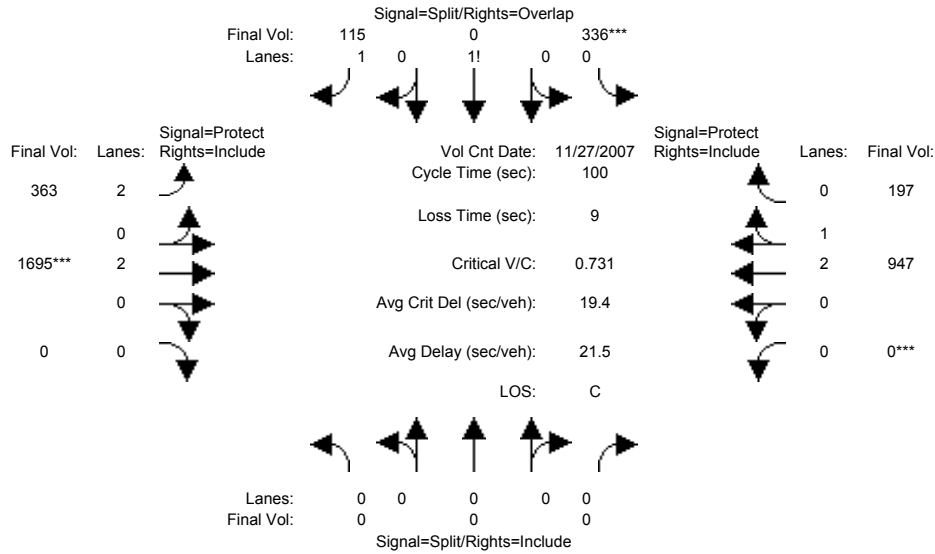 Signal=Split/Rights=Overlap
Final Vol: 115 0 336***
Lanes: 1 0 1! 0 0
Signal=Protect Signal=Protect
Final Vol: Lanes: Rights=Include Vol Cnt Date: 11/27/2007 Rights=Include Lanes: Final Vol:
Cycle Time (sec): 100
363 2 0 197
Loss Time (sec): 9
0 1
1695*** 2 Critical V/C: 0.731 2 947
0 Avg Crit Del (sec/veh): 19.4 0
0 0 Avg Delay (sec/veh): 21.5 0 0***
LOS: C
Lanes: 0 0 0 0 0
Final Vol: 0 0 0
Signal=Split/Rights=Include